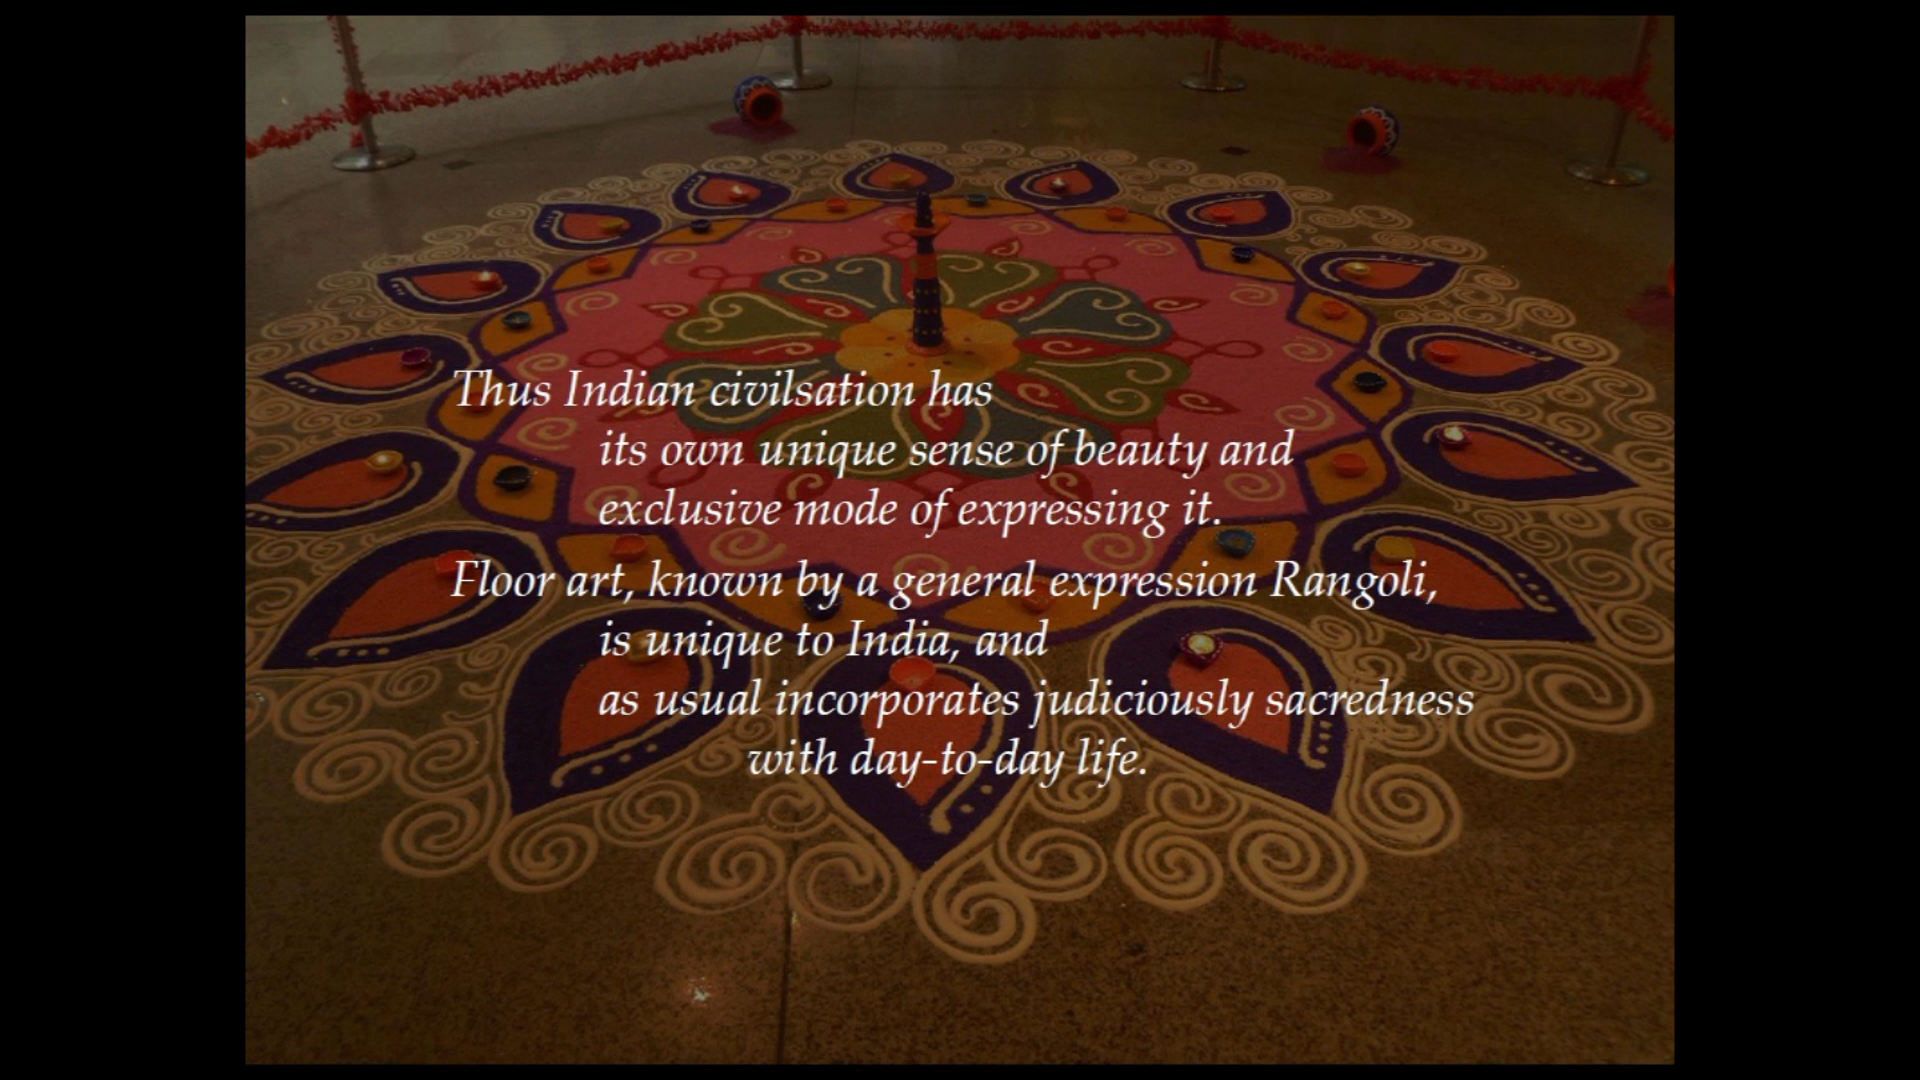 Thus Indian civilsation has
its own unique sense of beauty and
exclusive mode of expressing it.
Floor art, known by a general expression Rangoli,
is unique to India, and
as usual incorporates judiciously sacredness
with day-to-day life.